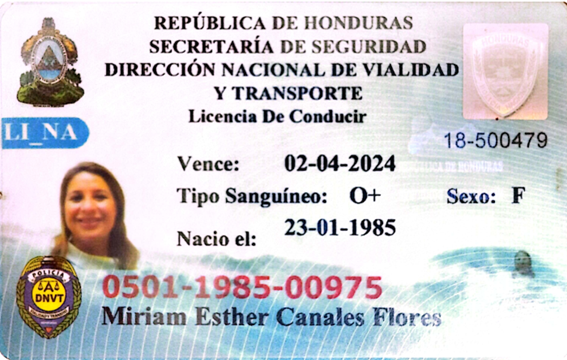 REPÚBLICA DE HONDURAS
SECRETARÍA DE SEGURIDAD
DIRECCIÓN NACIONAL DE VIALIDAD
Y TRANSPORTE
Licencia De Conducir
LI_NA
18-500479
Vence: 02-04-2024
Tipo Sanguíneo: O+ Sexo: F
Nacio el: 23-01-1985
POLICÍA
DNVT
0501-1985-00975
Miriam Esther Canales Flores